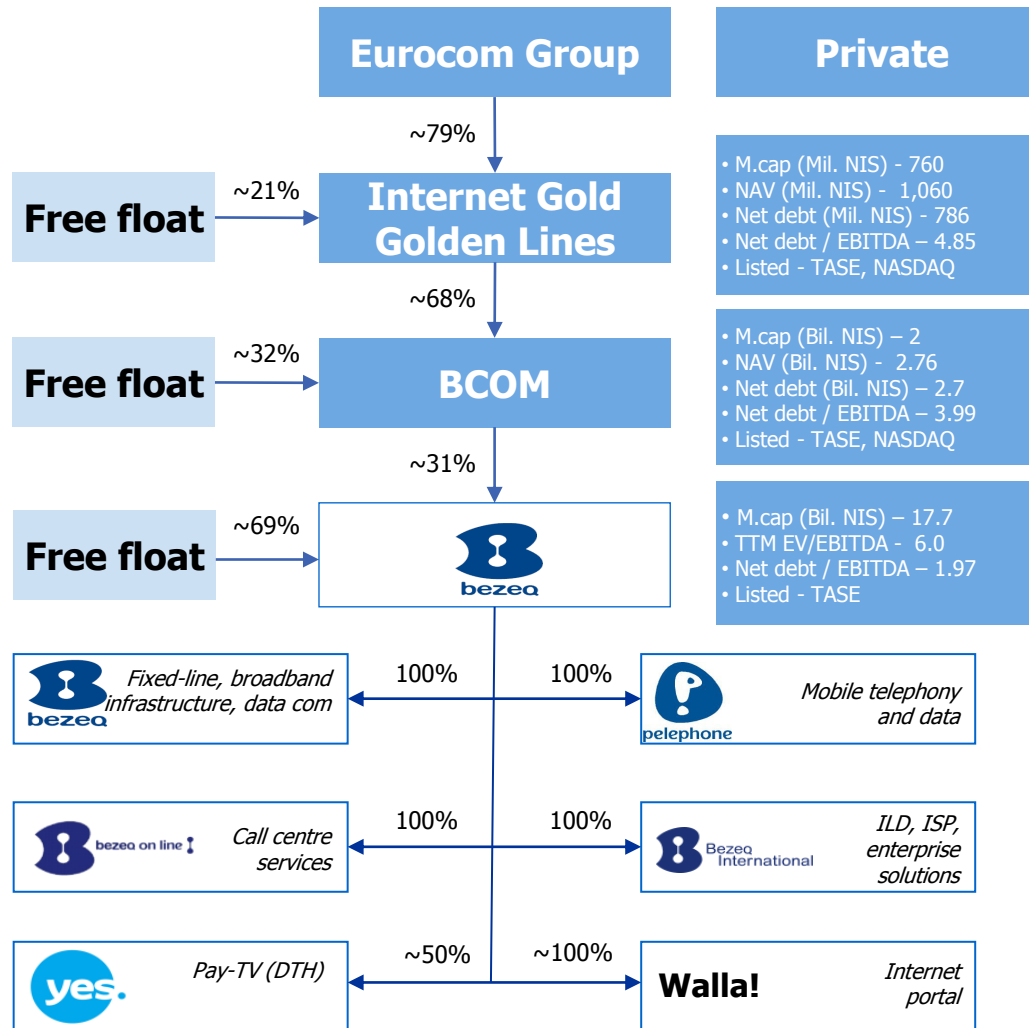 Eurocom Group
Private
~79%
• M.cap (Mil. NIS) - 760
• NAV (Mil. NIS) - 1,060
• Net debt (Mil. NIS) - 786
• Net debt / EBITDA – 4.85
• Listed - TASE, NASDAQ
Free float
~21%
Internet Gold
Golden Lines
~68%
• M.cap (Bil. NIS) – 2
• NAV (Bil. NIS) - 2.76
• Net debt (Bil. NIS) - 2.7
• Net debt / EBITDA – 3.99
• Listed - TASE, NASDAQ
Free float
~32%
BCOM
~31%
• M.cap (Bil. NIS) – 17.7
• TTM EV/EBITDA - 6.0
• Net debt / EBITDA – 1.97
• Listed - TASE
Free float
~69%
bezeq
bezeq
Fixed-line, broadband
infrastructure, data com
100%
100%
pelephone
Mobile telephony
and data
bezeq on line
Call centre
services
100%
100%
Bezeq
International
ILD, ISP,
enterprise
solutions
yes.
Pay-TV (DTH)
~50%
~100%
Walla!
Internet
portal